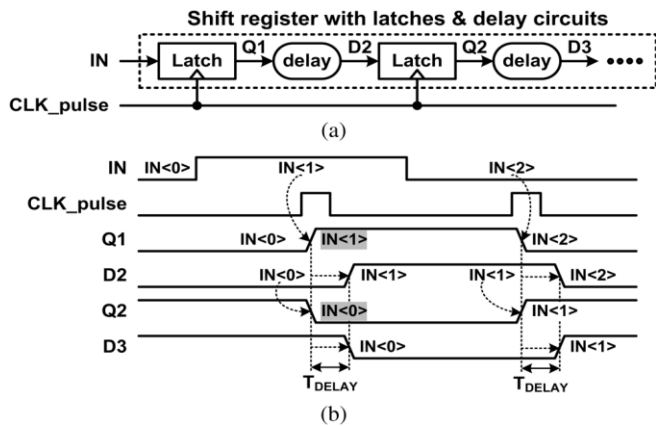 Shift register with latches & delay circuits
IN Latch Q1 delay D2 Latch Q2 delay D3
CLK_pulse
(a)
IN IN<0> IN<1> IN<2>
CLK_pulse
Q1 IN<0> IN<1> IN<2>
D2 IN<0> IN<1> IN<1> IN<2>
Q2 IN<0> IN<1>
D3 IN<0> IN<1>
TDELAY TDELAY
(b)